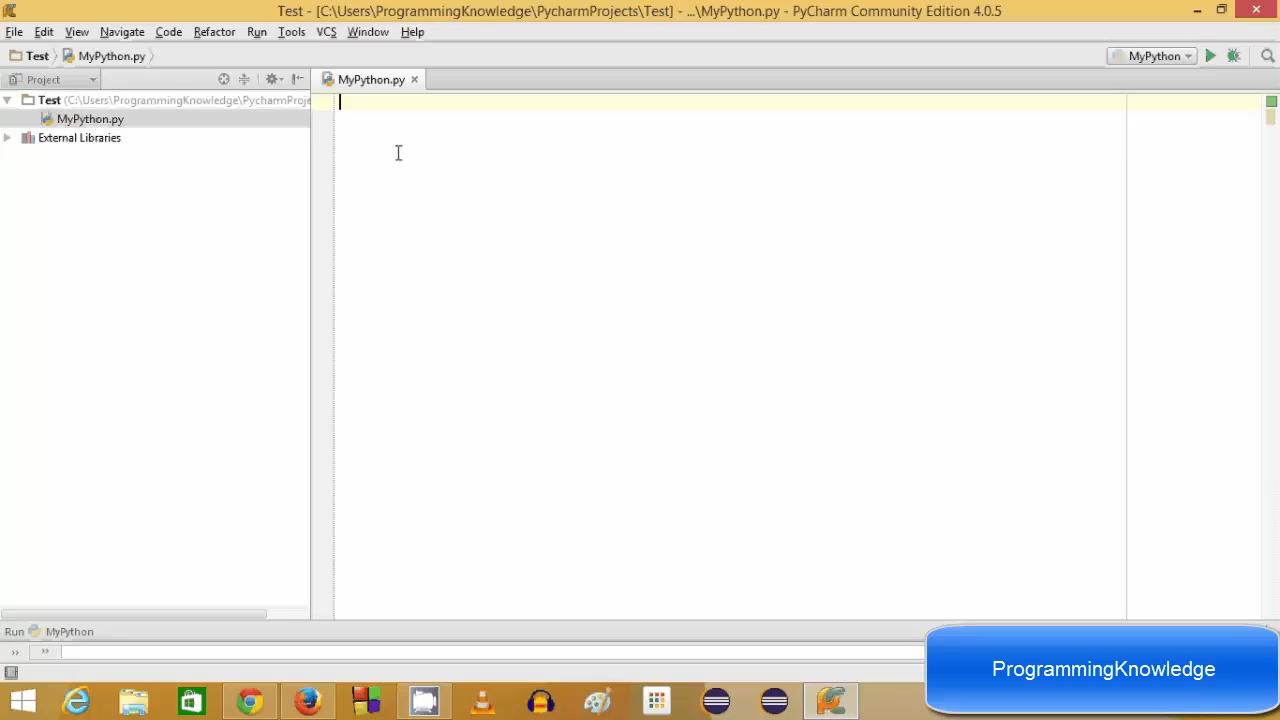 Test - [C:\Users\ProgrammingKnowledge\PycharmProjects\Test] - ...\MyPython.py - PyCharm Community Edition 4.0.5
File Edit View Navigate Code Refactor Run Tools VCS Window Help
Test MyPython.py MyPython
Project MyPython.py
Test (C:\Users\ProgrammingKnowledge\PycharmProje
MyPython.py
External Libraries
Run MyPython
ProgrammingKnowledge